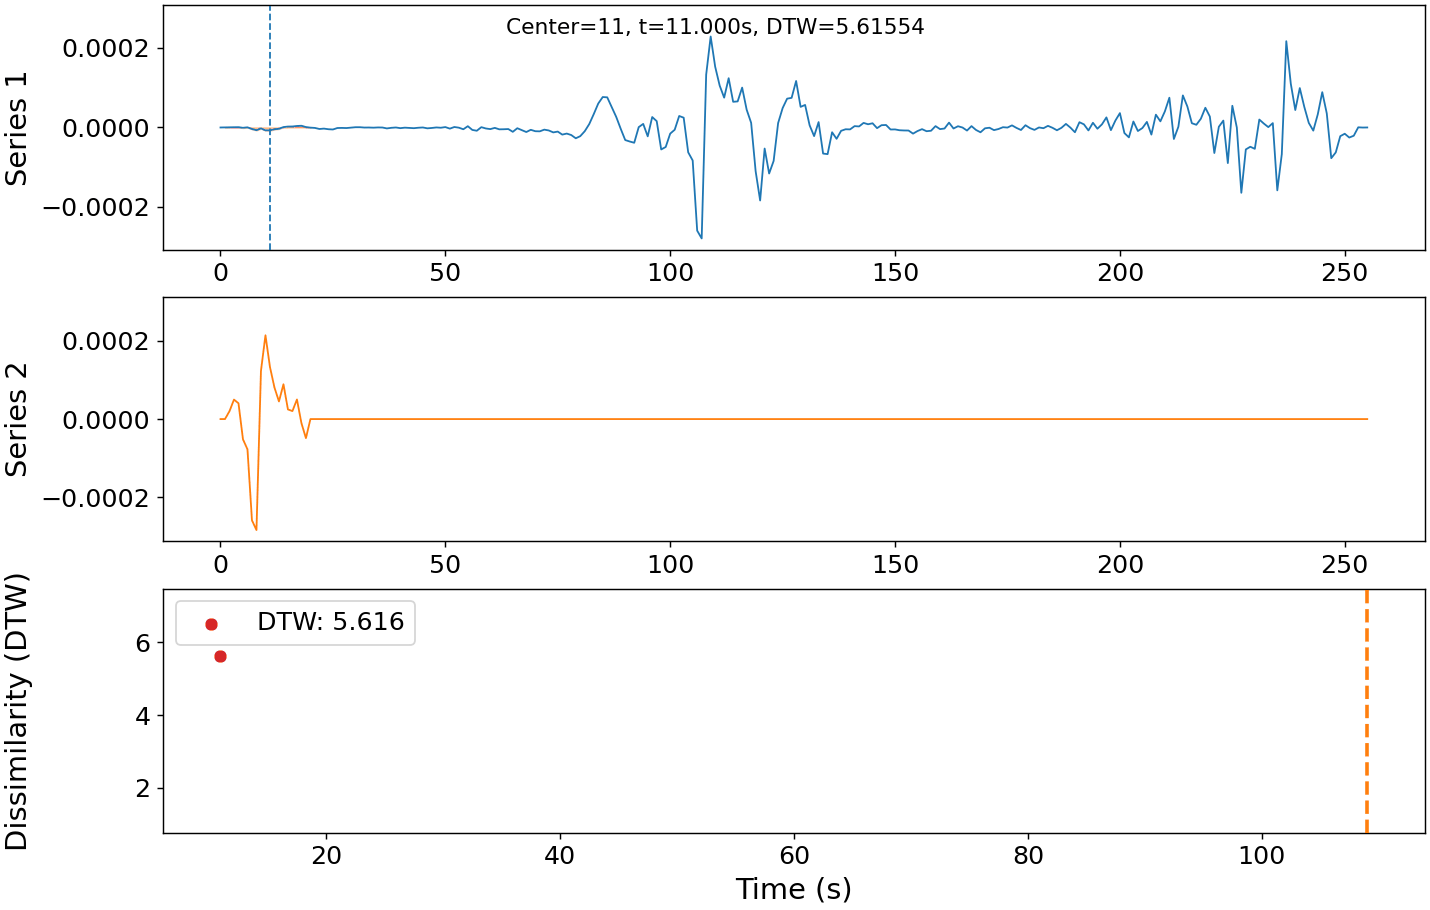 Center=11, t=11.000s, DTW=5.61554
Series 1
0.0002
0.0000
−0.0002
0 50 100 150 200 250
Series 2
0.0002
0.0000
−0.0002
0 50 100 150 200 250
Dissimilarity (DTW)
DTW: 5.616
6
4
2
20 40 60 80 100
Time (s)